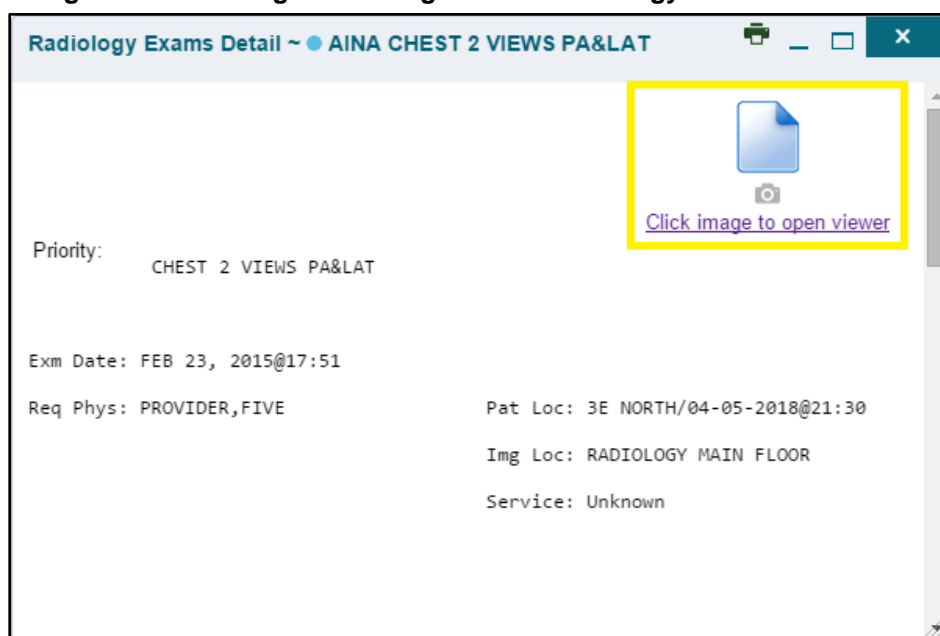 Radiology Exams Detail ~ AINA CHEST 2 VIEWS PA&LAT
Click image to open viewer
Priority:
CHEST 2 VIEWS PA&LAT
Exm Date: FEB 23, 2015@17:51
Req Phys: PROVIDER,FIVE Pat Loc: 3E NORTH/04-05-2018@21:30
Img Loc: RADIOLOGY MAIN FLOOR
Service: Unknown